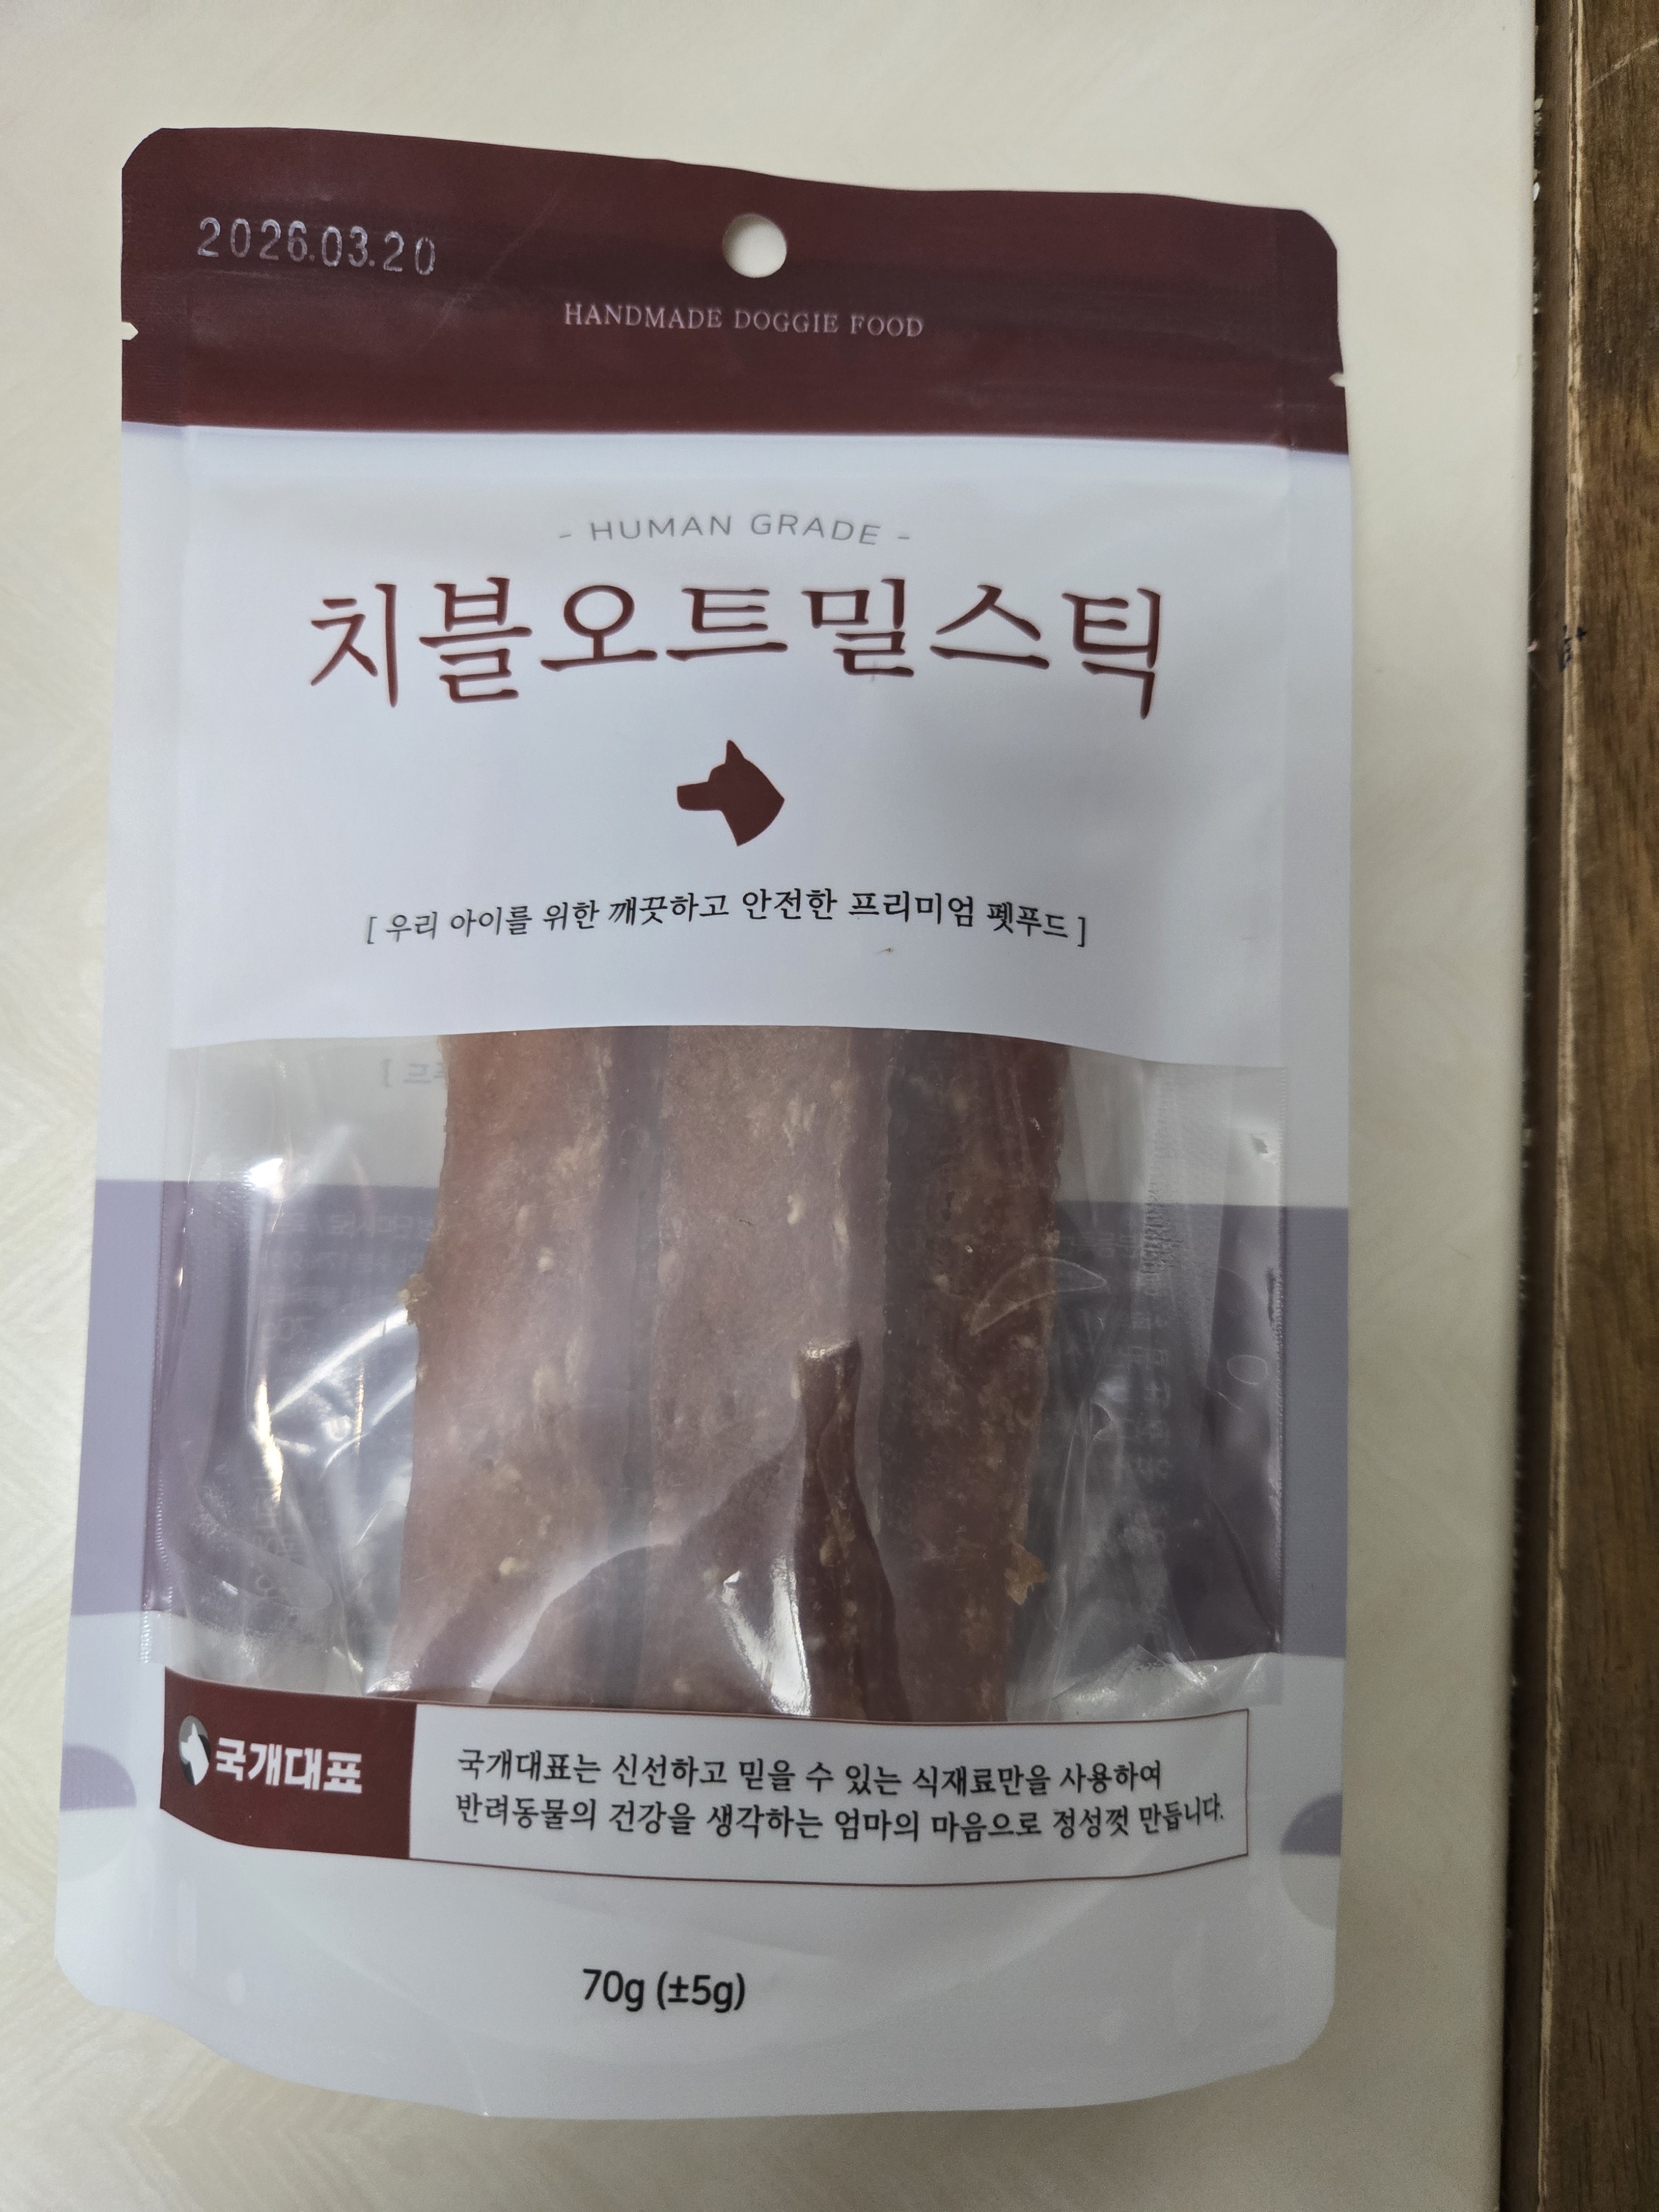 2026.03.20
HANDMADE DOGGIE FOOD
- HUMAN GRADE -
치블오트밀스틱
[ 우리 아이를 위한 깨끗하고 안전한 프리미엄 펫푸드 ]
국개대표
국개대표는 신선하고 믿을 수 있는 식재료만을 사용하여
반려동물의 건강을 생각하는 엄마의 마음으로 정성껏 만듭니다.
70g (±5g)